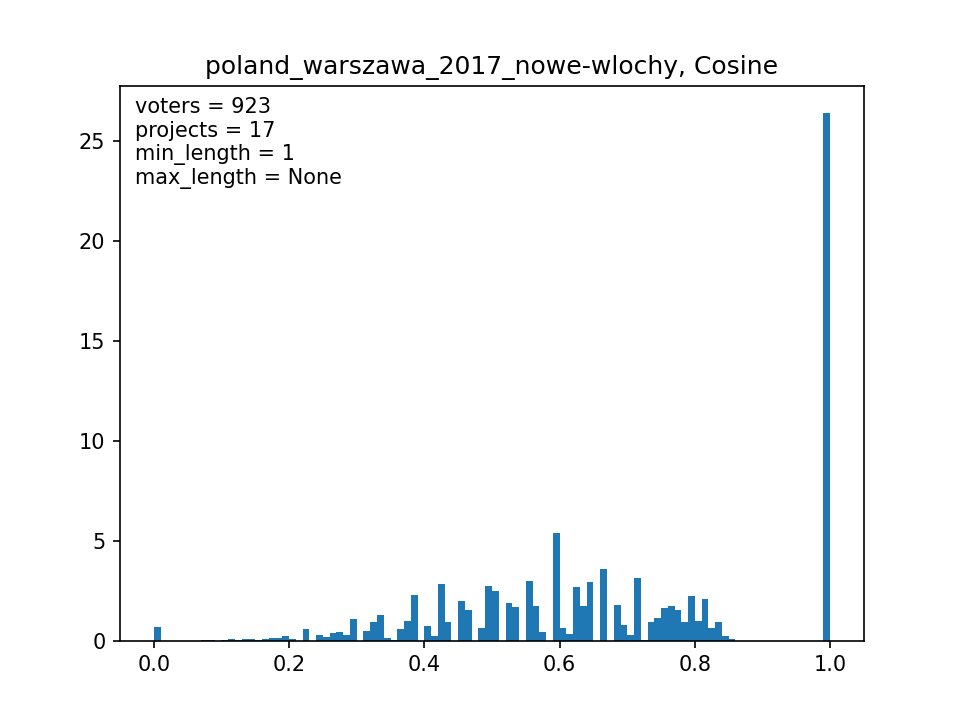 poland_warszawa_2017_nowe-wlochy, Cosine
voters = 923
projects = 17
min_length = 1
max_length = None
25
20
15
10
5
0
0.0 0.2 0.4 0.6 0.8 1.0